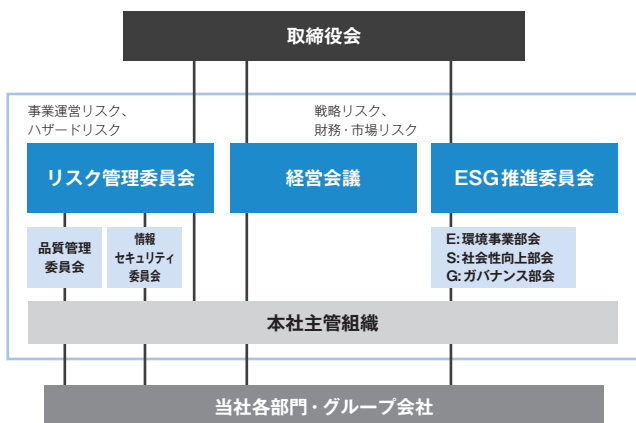 取締役会
事業運営リスク、
ハザードリスク
戦略リスク、
財務・市場リスク
リスク管理委員会
経営会議
ESG推進委員会
品質管理
委員会
情報
セキュリティ
委員会
E:環境事業部会
S:社会性向上部会
G:ガバナンス部会
本社主管組織
当社各部門・グループ会社